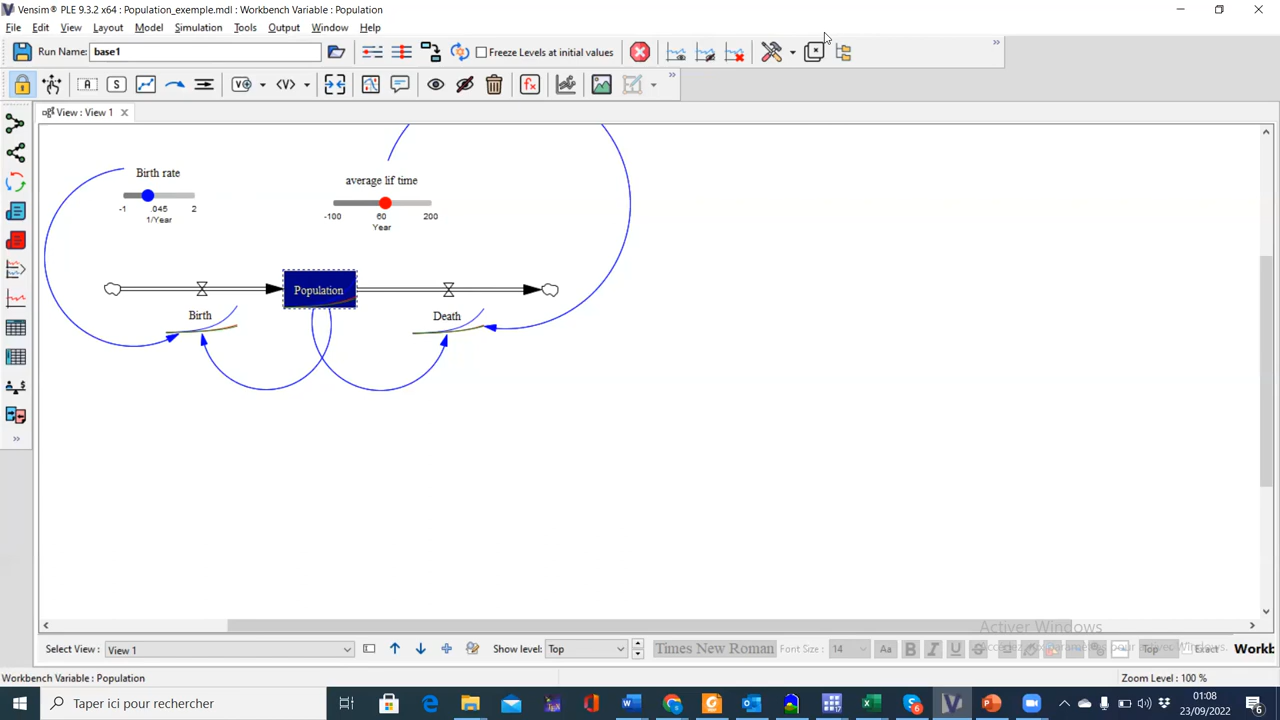 Vensim® PLE 9.3.2 x64 : Population_exemple.mdl : Workbench Variable : Population
File Edit View Layout Model Simulation Tools Output Window Help
Run Name: base1 Freeze Levels at initial values
View : View 1
Birth rate
-1 .045 2
1/Year
average lif time
-100 60 200
Year
Population
Birth
Death
Activer Windows
Select View : View 1 Show level: Top Times New Roman Font Size : 14 Aa B I U S Top Exact Workb
Workbench Variable : Population Zoom Level : 100 %
Taper ici pour rechercher
01:08
23/09/2022